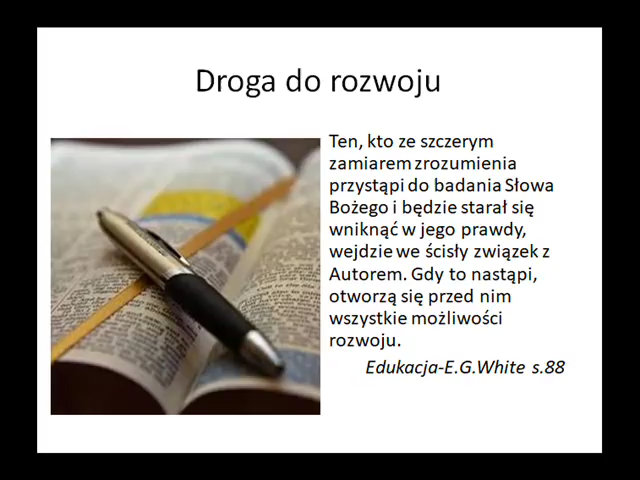 Droga do rozwoju
Ten, kto ze szczerym
zamiarem zrozumienia
przystąpi do badania Słowa
Bożego i będzie starał się
wniknąć w jego prawdy,
wejdzie we ścisły związek z
Autorem. Gdy to nastąpi,
otworzą się przed nim
wszystkie możliwości
rozwoju.
Edukacja-E.G.White s.88